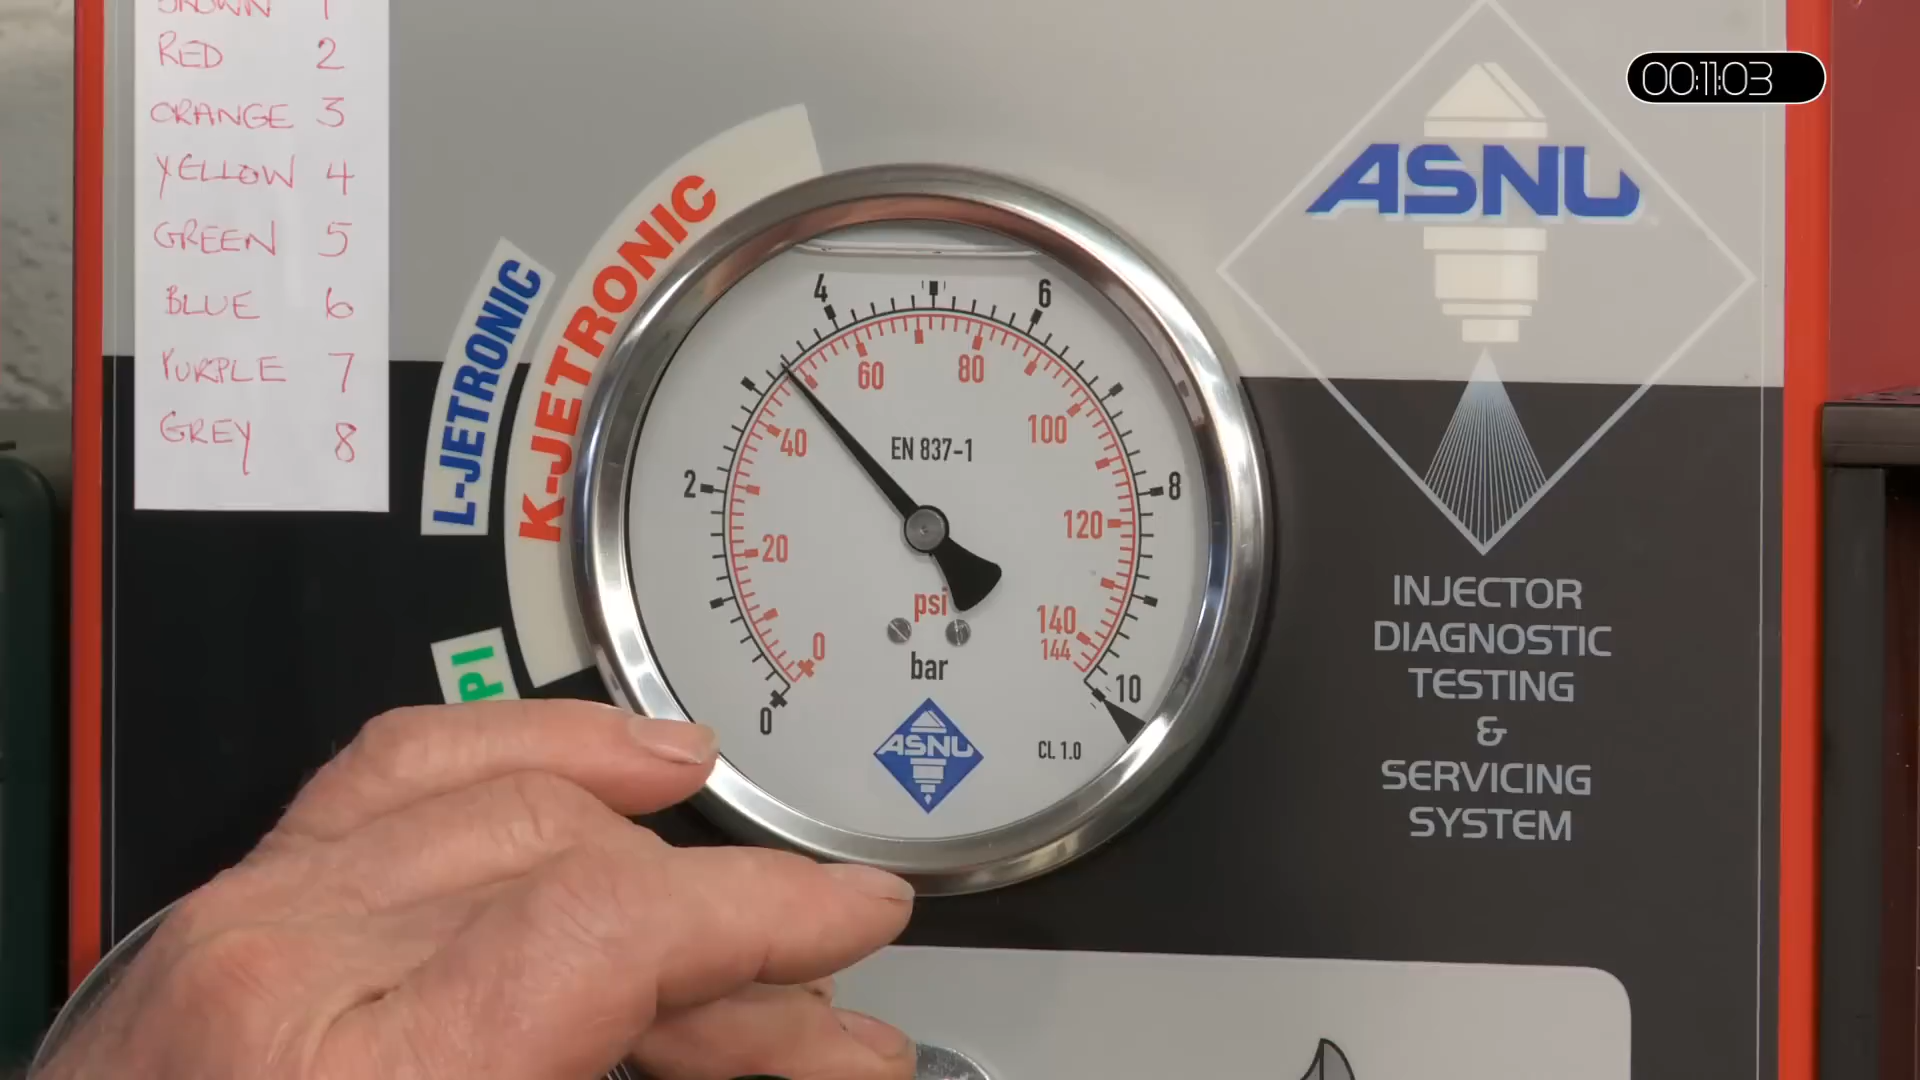 BROWN 1
RED 2
ORANGE 3
YELLOW 4
GREEN 5
BLUE 6
PURPLE 7
GREY 8
L-JETRONIC
K-JETRONIC
PI
0
2
4
6
8
10
0
20
40
60
80
100
120
140
144
EN 837-1
psi
bar
ASNU
CL 1.0
00:11:03
ASNU
INJECTOR
DIAGNOSTIC
TESTING
&
SERVICING
SYSTEM